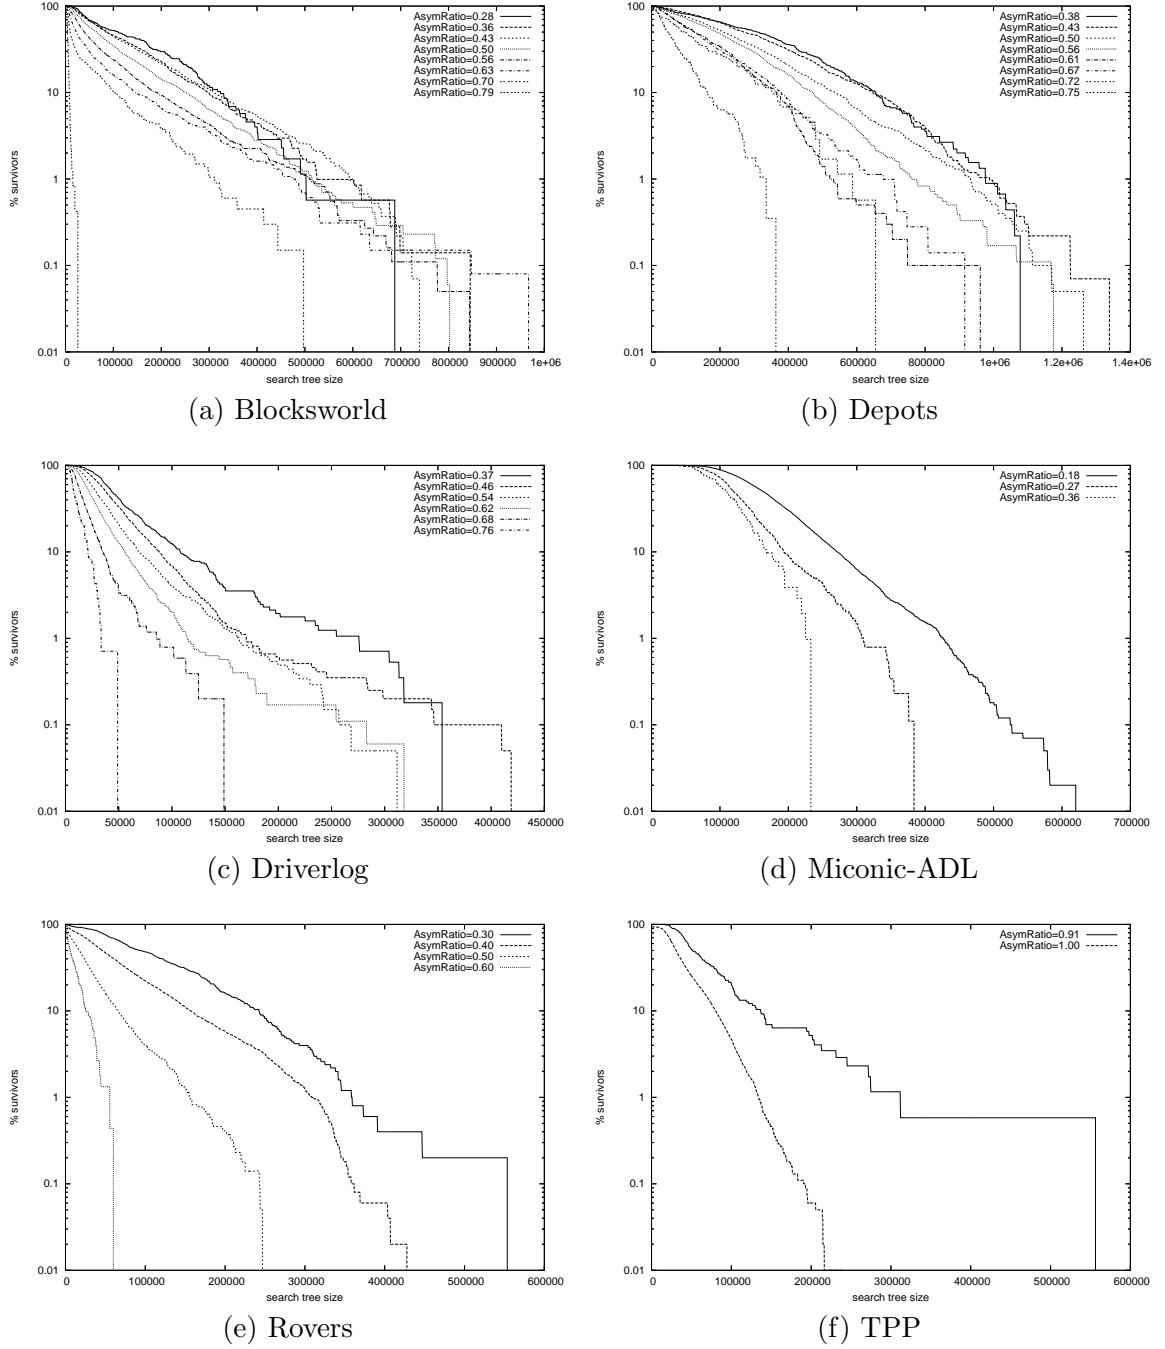 100
10
1
0.1
0.01
% survivors
0 100000 200000 300000 400000 500000 600000 700000 800000 900000 1e+06
search tree size
AsymRatio=0.28
AsymRatio=0.36
AsymRatio=0.43
AsymRatio=0.50
AsymRatio=0.56
AsymRatio=0.63
AsymRatio=0.70
AsymRatio=0.79
(a) Blocksworld
100
10
1
0.1
0.01
% survivors
0 200000 400000 600000 800000 1e+06 1.2e+06 1.4e+06
search tree size
AsymRatio=0.38
AsymRatio=0.43
AsymRatio=0.50
AsymRatio=0.56
AsymRatio=0.61
AsymRatio=0.67
AsymRatio=0.72
AsymRatio=0.75
(b) Depots
100
10
1
0.1
0.01
% survivors
0 50000 100000 150000 200000 250000 300000 350000 400000 450000
search tree size
AsymRatio=0.37
AsymRatio=0.46
AsymRatio=0.54
AsymRatio=0.62
AsymRatio=0.68
AsymRatio=0.76
(c) Driverlog
100
10
1
0.1
0.01
% survivors
0 100000 200000 300000 400000 500000 600000 700000
search tree size
AsymRatio=0.18
AsymRatio=0.27
AsymRatio=0.36
(d) Miconic-ADL
100
10
1
0.1
0.01
% survivors
0 100000 200000 300000 400000 500000 600000
search tree size
AsymRatio=0.30
AsymRatio=0.40
AsymRatio=0.50
AsymRatio=0.60
(e) Rovers
100
10
1
0.1
0.01
% survivors
0 100000 200000 300000 400000 500000 600000
search tree size
AsymRatio=0.91
AsymRatio=1.00
(f) TPP